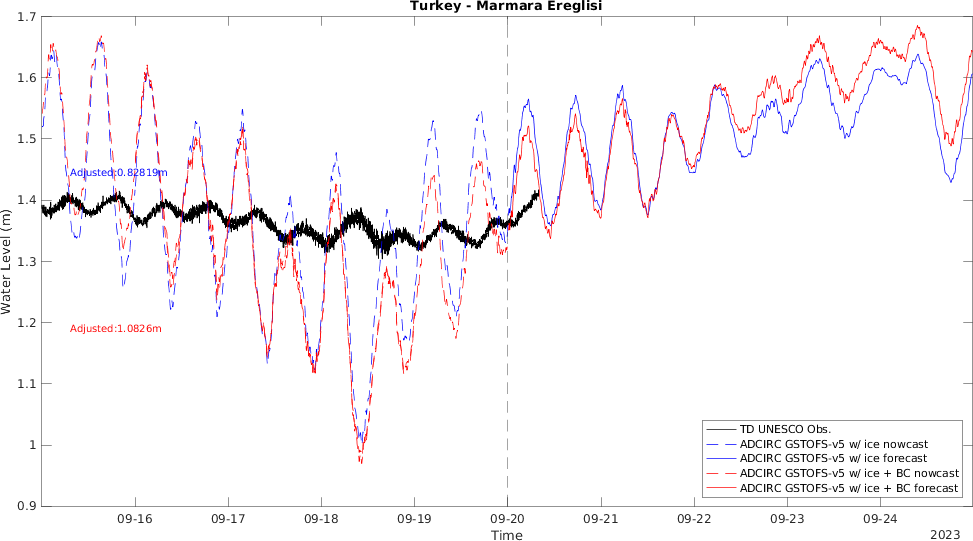 Turkey - Marmara Ereglisi
1.7
1.6
1.5
1.4
1.3
1.2
1.1
1
0.9
Water Level (m)
Adjusted:0.82819m
Adjusted:1.0826m
TD UNESCO Obs.
ADCIRC GSTOFS-v5 w/ ice nowcast
ADCIRC GSTOFS-v5 w/ ice forecast
ADCIRC GSTOFS-v5 w/ ice + BC nowcast
ADCIRC GSTOFS-v5 w/ ice + BC forecast
09-16 09-17 09-18 09-19 09-20 09-21 09-22 09-23 09-24
Time
2023